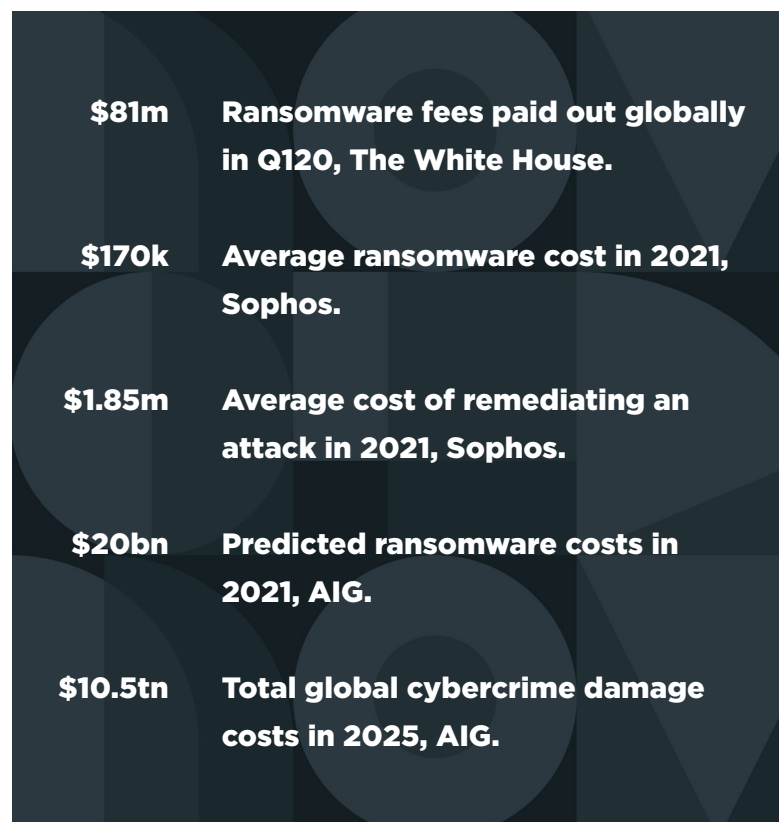 $81m Ransomware fees paid out globally
in Q120, The White House.
$170k Average ransomware cost in 2021,
Sophos.
$1.85m Average cost of remediating an
attack in 2021, Sophos.
$20bn Predicted ransomware costs in
2021, AIG.
$10.5tn Total global cybercrime damage
costs in 2025, AIG.